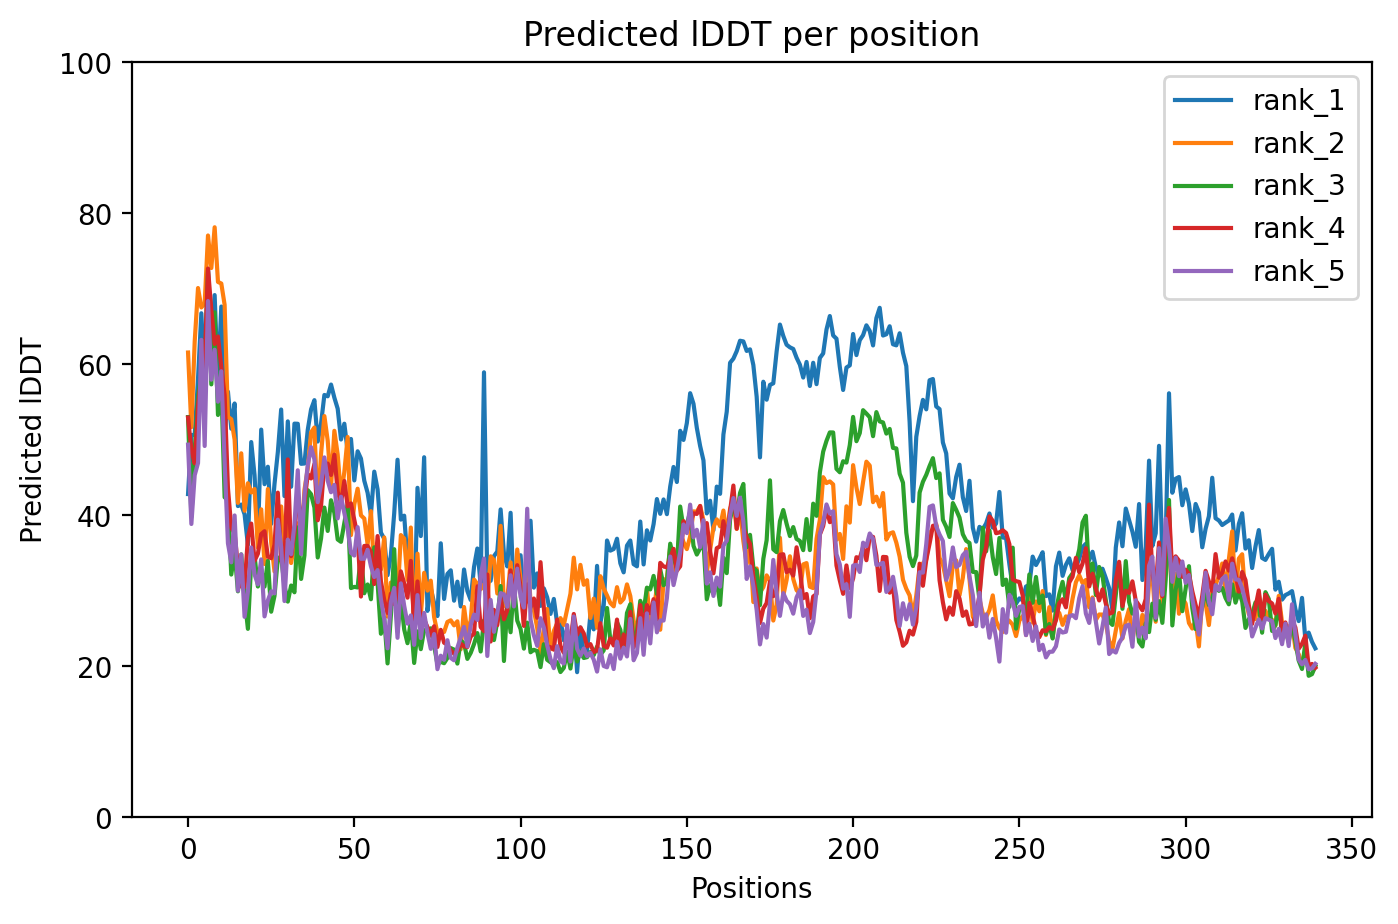 Predicted lDDT per position
Predicted lDDT
100
80
60
40
20
0
0 50 100 150 200 250 300 350
Positions
rank_1
rank_2
rank_3
rank_4
rank_5